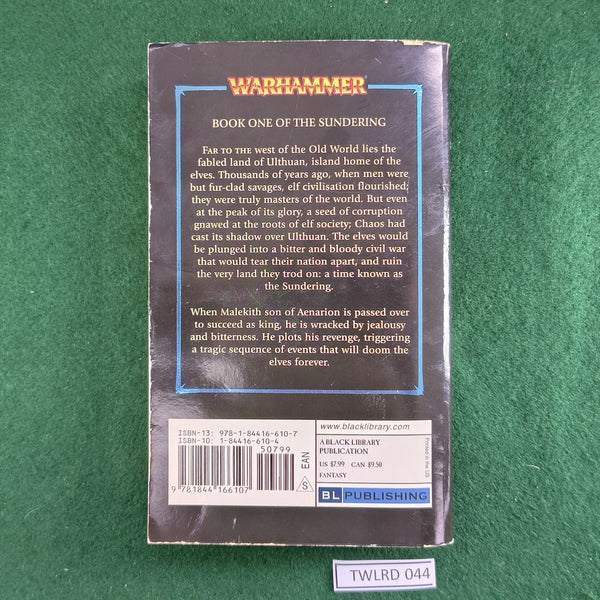 WARHAMMER
BOOK ONE OF THE SUNDERING
FAR TO THE west of the Old World lies the
fabled land of Ulthuan, island home of the
elves. Thousands of years ago, when men were
but fur-clad savages, elf civilisation flourished;
they were truly masters of the world. But even
at the peak of its glory, a seed of corruption
gnawed at the roots of elf society; Chaos had
cast its shadow over Ulthuan. The elves would
be plunged into a bitter and bloody civil war
that would tear their nation apart, and ruin
the very land they trod on: a time known as
the Sundering.
When Malekith son of Aenarion is passed over
to succeed as king, he is wracked by jealousy
and bitterness. He plots his revenge, triggering
a tragic sequence of events that will doom the
elves forever.
ISBN-13: 978-1-84416-610-7
ISBN-10: 1-84416-610-4
50799
9 781844 166107
S EAN
www.blacklibrary.com
A BLACK LIBRARY
PUBLICATION
US $7.99 CAN $9.50
FANTASY
Printed in the US
BL PUBLISHING
TWLRD 044